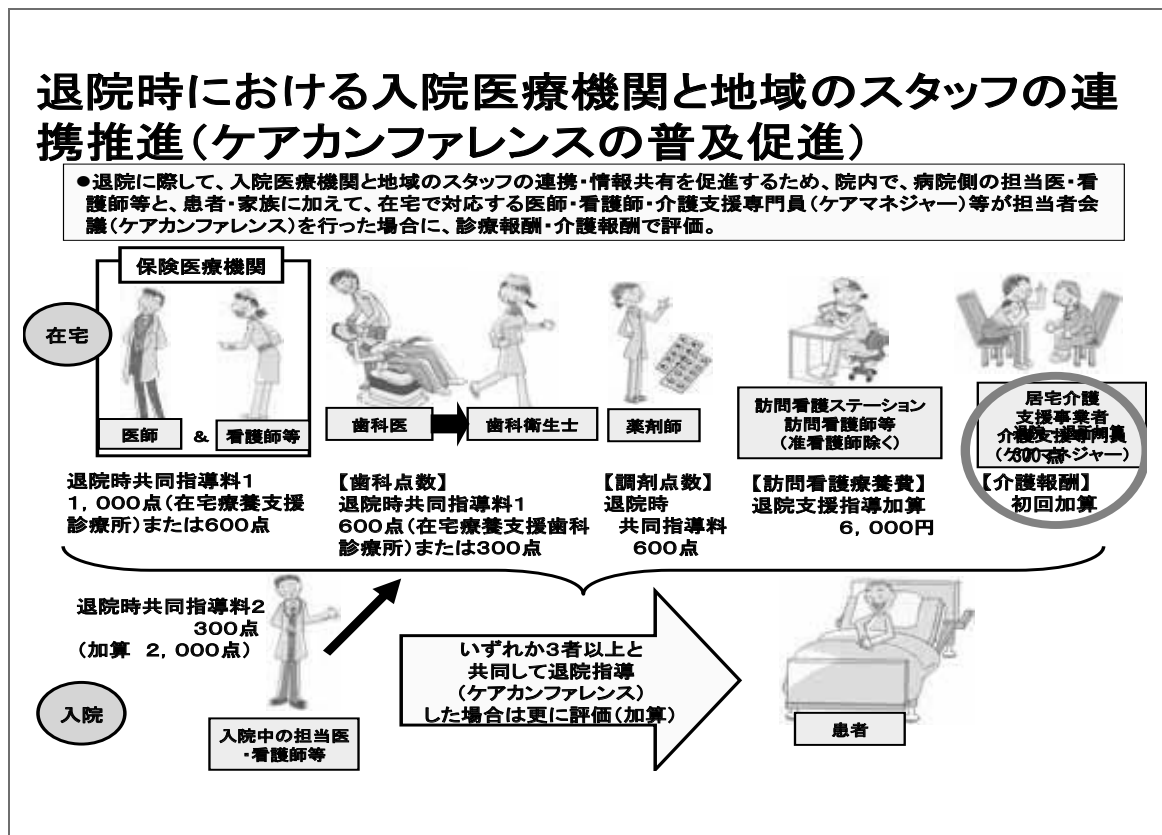 退院時における入院医療機関と地域のスタッフの連
携推進(ケアカンファレンスの普及促進)
●退院に際して、入院医療機関と地域のスタッフの連携・情報共有を促進するため、院内で、病院側の担当医・看
護師等と、患者・家族に加えて、在宅で対応する医師・看護師・介護支援専門員(ケアマネジャー)等が担当者会
議(ケアカンファレンス)を行った場合に、診療報酬・介護報酬で評価。
保険医療機関
在宅
医師 & 看護師等
歯科医
歯科衛生士
薬剤師
訪問看護ステーション
訪問看護師等
(准看護師除く)
居宅介護
支援事業者
介護支援専門員
(ケアマネジャー)
300点
退院時共同指導料1
1,000点(在宅療養支援
診療所)または600点
【歯科点数】
退院時共同指導料1
600点(在宅療養支援歯科
診療所)または300点
【調剤点数】
退院時
共同指導料
600点
【訪問看護療養費】
退院支援指導加算
6,000円
【介護報酬】
初回加算
退院時共同指導料2
300点
(加算 2,000点)
入院
入院中の担当医
・看護師等
いずれか3者以上と
共同して退院指導
(ケアカンファレンス)
した場合は更に評価(加算)
患者